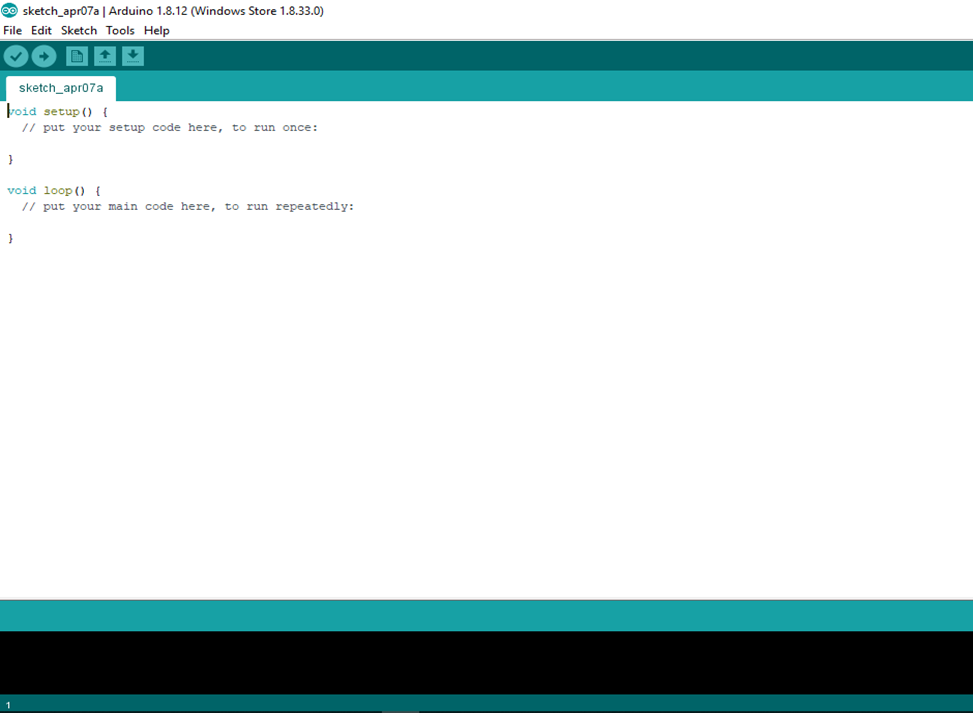 sketch_apr07a | Arduino 1.8.12 (Windows Store 1.8.33.0)
File Edit Sketch Tools Help
sketch_apr07a
void setup() {
  // put your setup code here, to run once:
}
void loop() {
  // put your main code here, to run repeatedly:
}
1